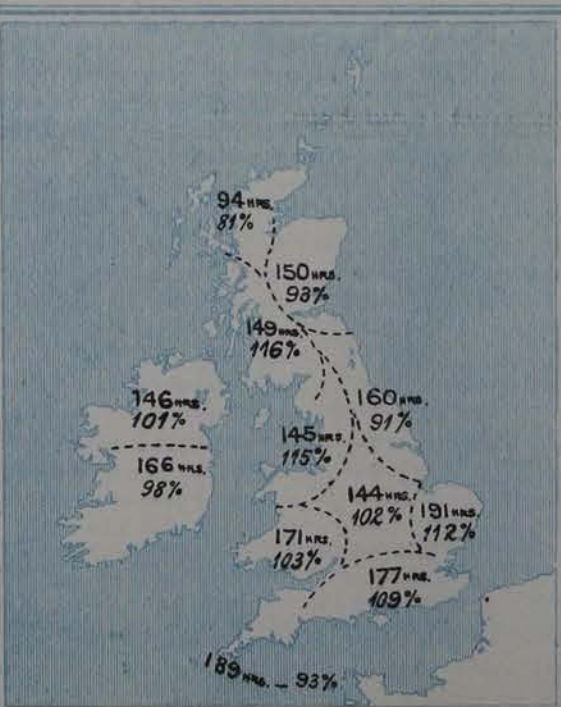 94 HRS.
81%
150 HRS.
93%
149 HRS.
116%
146 HRS.
101%
160 HRS.
91%
145 HRS.
115%
166 HRS.
98%
144 HRS.
102%
191 HRS.
112%
171 HRS.
103%
177 HRS.
109%
189 HRS. - 93%